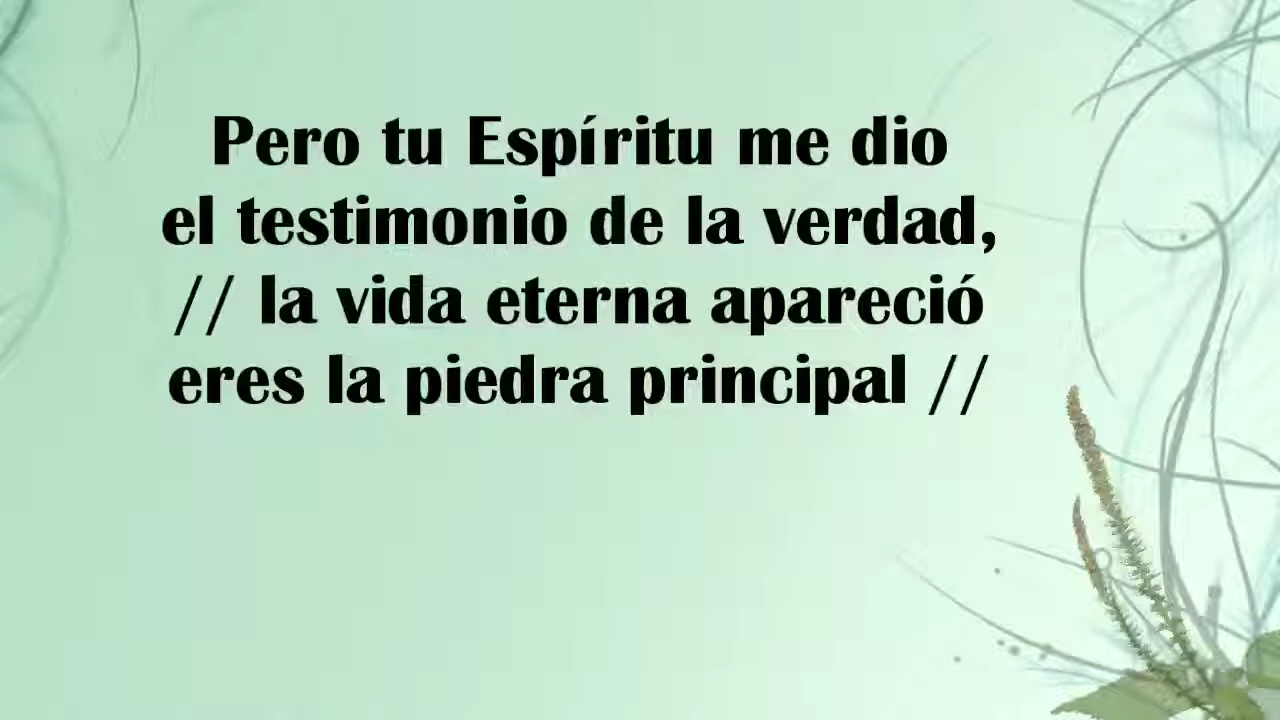 Pero tu Espíritu me dio
el testimonio de la verdad,
// la vida eterna apareció
eres la piedra principal //